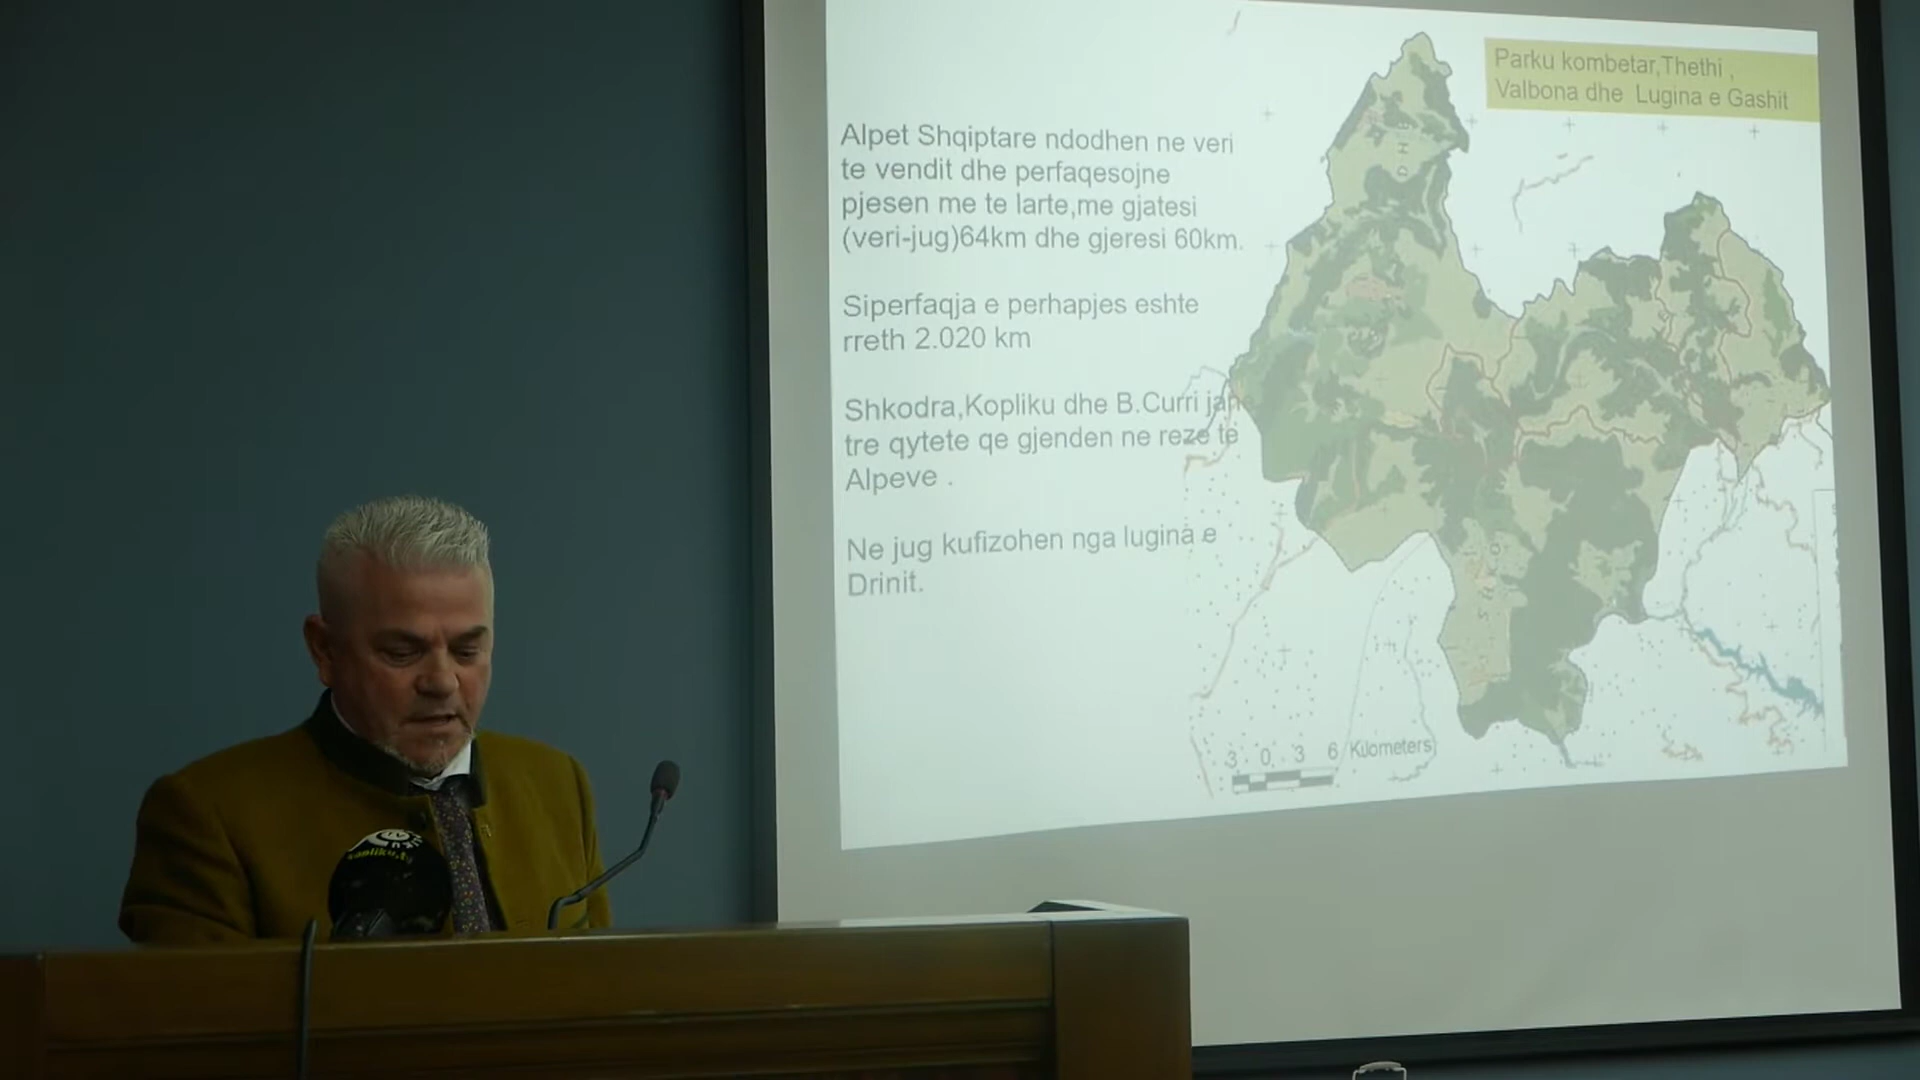 Parku kombetar,Thethi ,
Valbona dhe Lugina e Gashit
Alpet Shqiptare ndodhen ne veri
te vendit dhe perfaqesojne
pjesen me te larte,me gjatesi
(veri-jug)64km dhe gjeresi 60km.
Siperfaqja e perhapjes eshte
rreth 2.020 km
Shkodra,Kopliku dhe B.Curri jane
tre qytete qe gjenden ne reze te
Alpeve .
Ne jug kufizohen nga lugina e
Drinit.
3 0 3 6 Kilometers